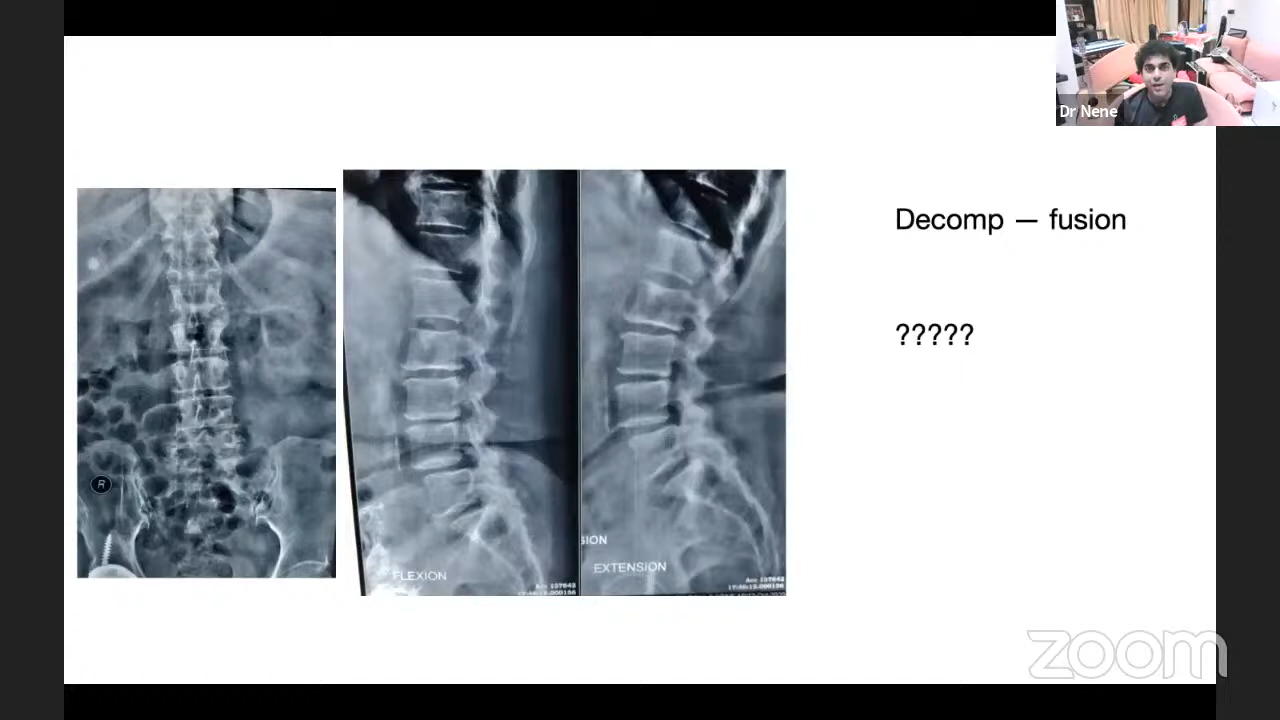 Dr Nene
Decomp — fusion
?????
R
SION
FLEXION
EXTENSION
zoom